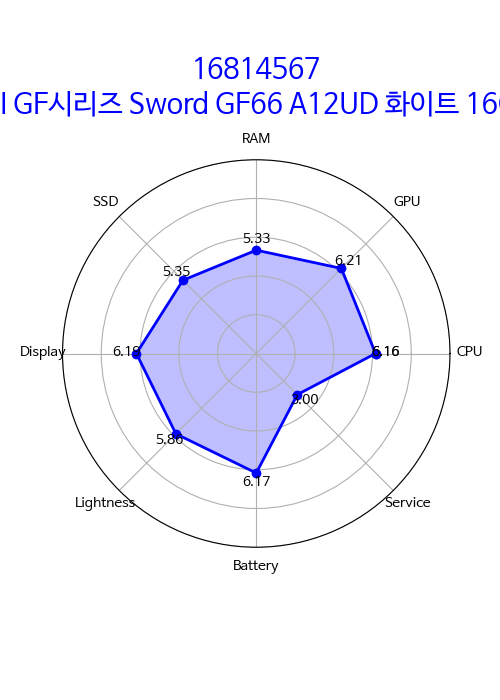 16814567
GF시리즈 Sword GF66 A12UD 화이트
RAM
SSD
GPU
5.33
5.35
6.21
Display
6.16
CPU
5.86
6.17
Lightness
Service
Battery